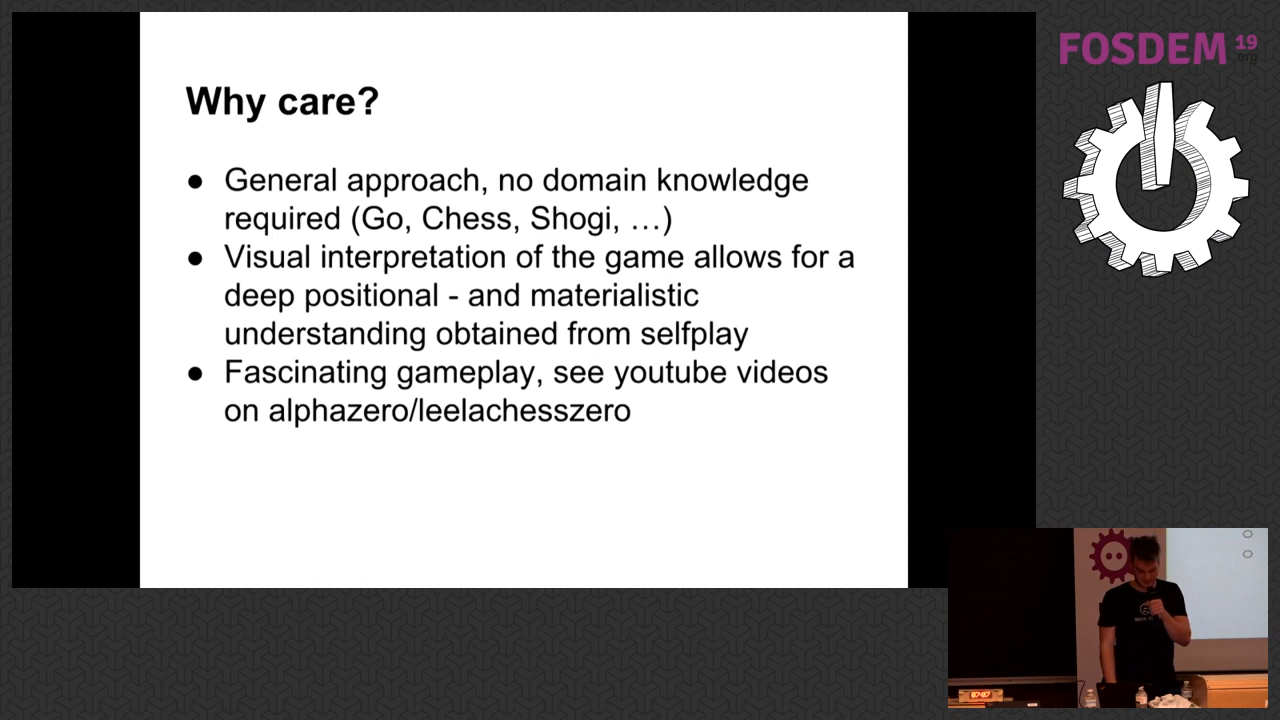 FOSDEM 19
.org
Why care?
● General approach, no domain knowledge
required (Go, Chess, Shogi, …)
● Visual interpretation of the game allows for a
deep positional - and materialistic
understanding obtained from selfplay
● Fascinating gameplay, see youtube videos
on alphazero/leelachesszero